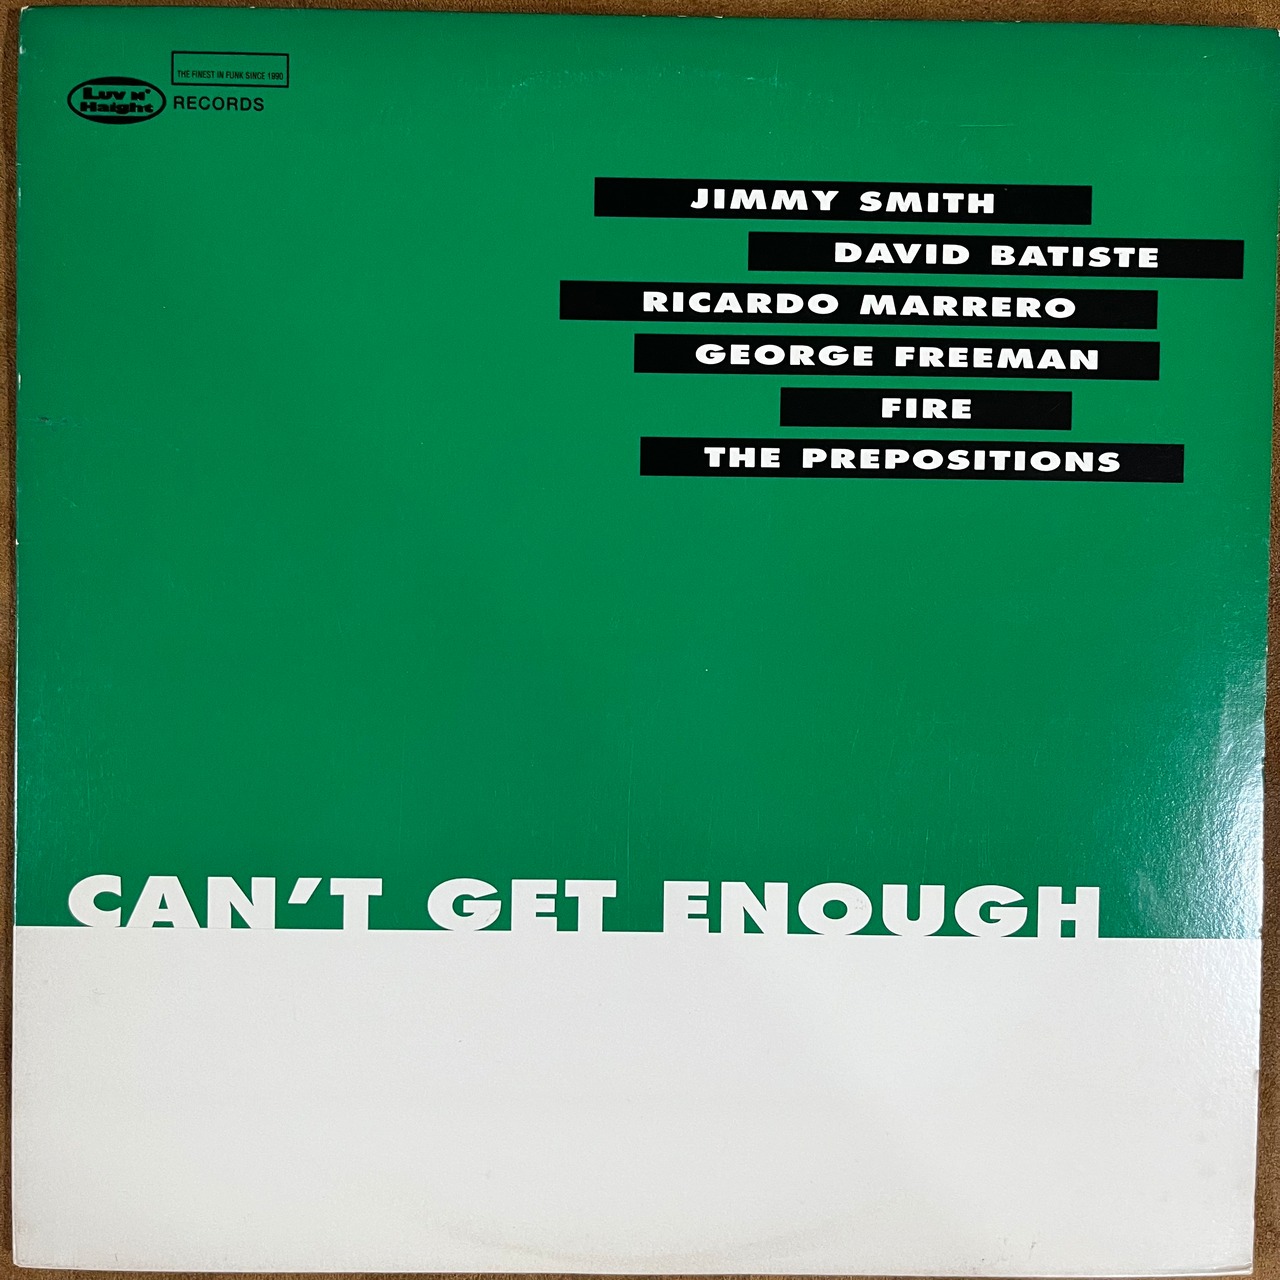 THE FINEST IN FUNK SINCE 1990
Luv N' Haight
RECORDS
JIMMY SMITH
DAVID BATISTE
RICARDO MARRERO
GEORGE FREEMAN
FIRE
THE PREPOSITIONS
CAN'T GET ENOUGH